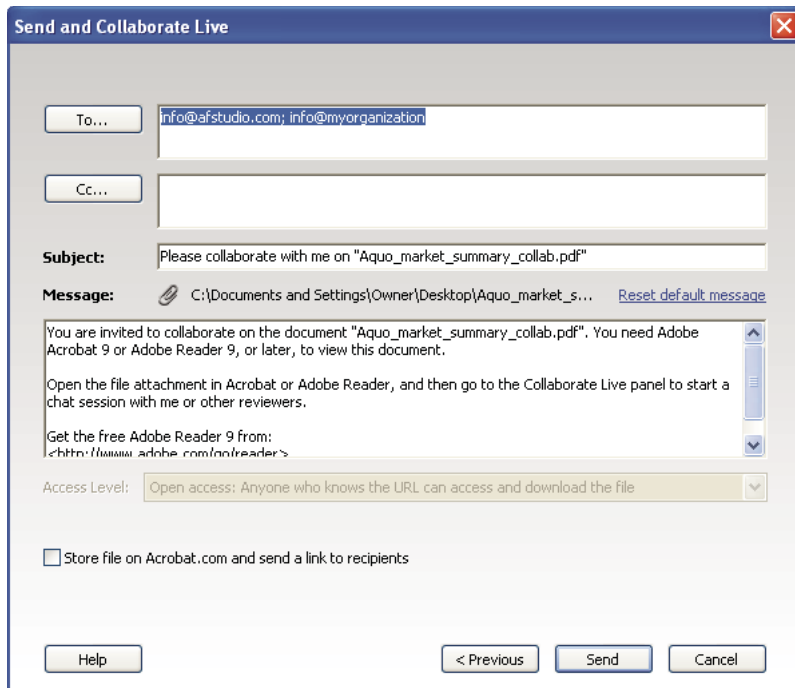 Send and Collaborate Live
To...
info@afstudio.com; info@myorganization
Cc...
Subject:
Please collaborate with me on "Aquo_market_summary_collab.pdf"
Message:
C:\Documents and Settings\Owner\Desktop\Aquo_market_s...
Reset default message
You are invited to collaborate on the document "Aquo_market_summary_collab.pdf". You need Adobe
Acrobat 9 or Adobe Reader 9, or later, to view this document.
Open the file attachment in Acrobat or Adobe Reader, and then go to the Collaborate Live panel to start a
chat session with me or other reviewers.
Get the free Adobe Reader 9 from:
<http://www.adobe.com/go/reader>
Access Level:
Open access: Anyone who knows the URL can access and download the file
Store file on Acrobat.com and send a link to recipients
Help
< Previous
Send
Cancel